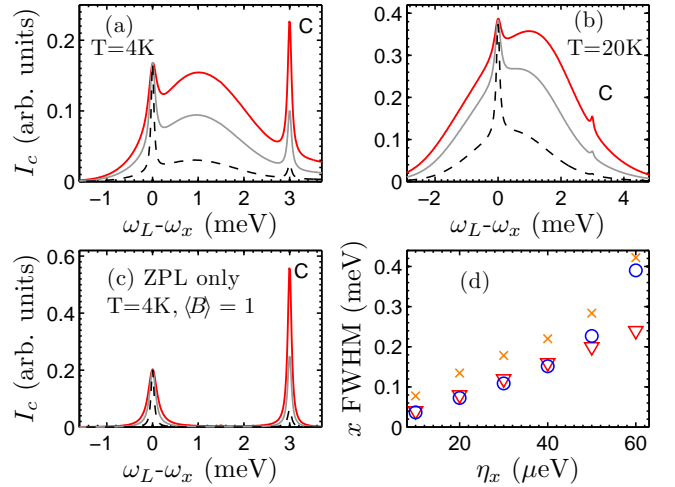 (a)
T=4K
C
I_c (arb. units)
0.2
0.1
0
−1 0 1 2 3
ω_L-ω_x (meV)
(b)
T=20K
C
0.4
0.3
0.2
0.1
0
−2 0 2 4
ω_L-ω_x (meV)
(c) ZPL only
T=4K, ⟨B⟩ = 1
C
I_c (arb. units)
0.6
0.4
0.2
0
−1 0 1 2 3
ω_L-ω_x (meV)
(d)
x FWHM (meV)
0.4
0.3
0.2
0.1
0
20 40 60
η_x (μeV)